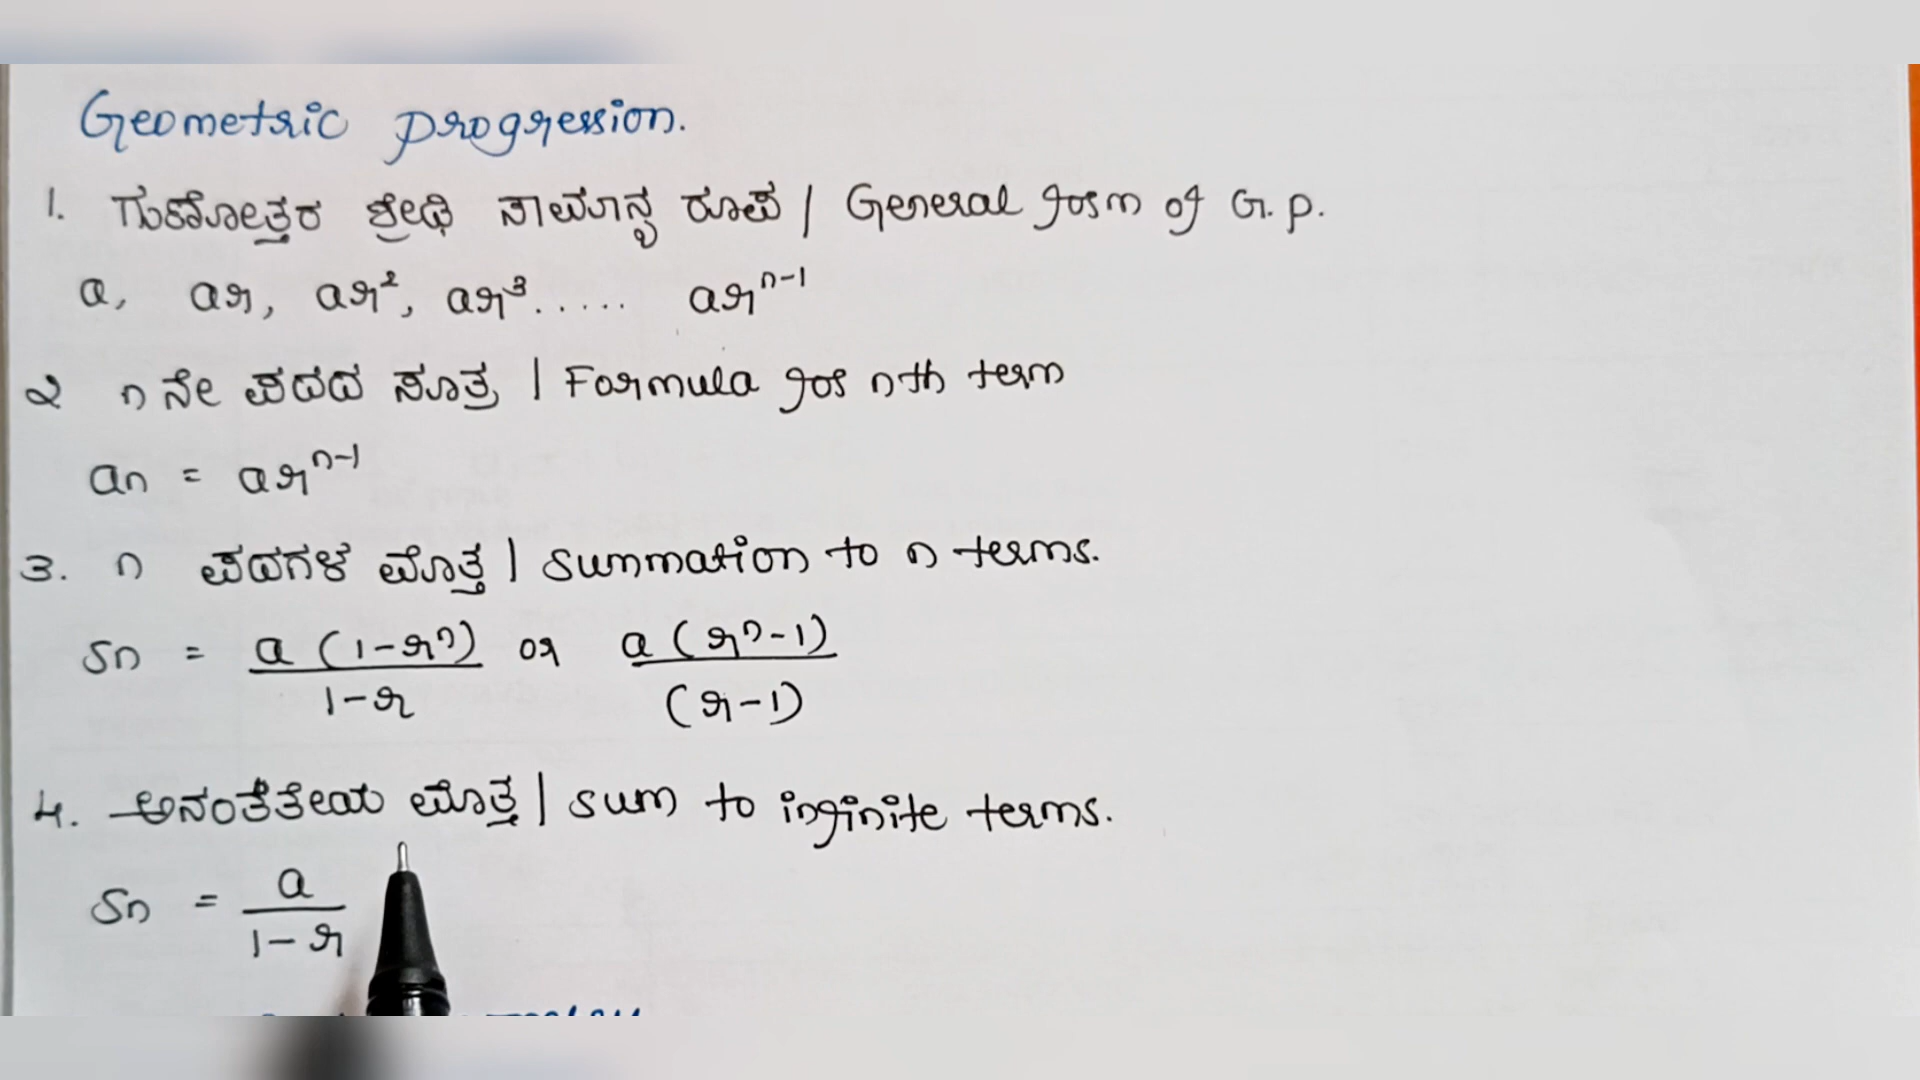 Geometric progression.
1. ಗುಣೋತ್ತರ ಶ್ರೇಢಿ ಸಾಮಾನ್ಯ ರೂಪ | General form of G.p.
a, ar, ar², ar³ ..... arⁿ⁻¹
2 n ನೇ ಪದದ ಸೂತ್ರ | Formula for nth term
an = arⁿ⁻¹
3. n ಪದಗಳ ಮೊತ್ತ | summation to n terms.
Sn = a(1-rⁿ)/1-r or a(rⁿ-1)/(r-1)
4. ಅನಂತತೆಯ ಮೊತ್ತ | sum to infinite terms.
Sn = a/1-r